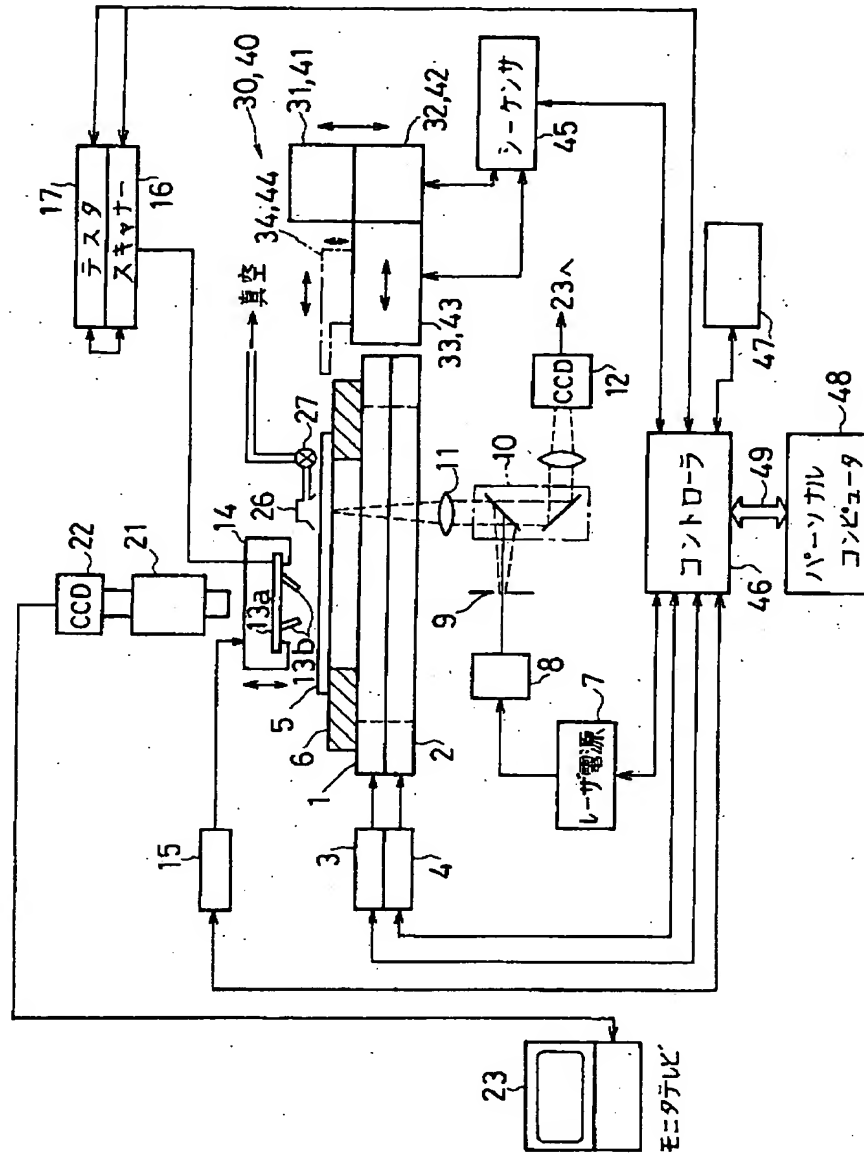 17
テスタ
スキャナー
16
30,40
31,41
32,42
34,44
33,43
シーケンサ
45
真空
27
26
23へ
CCD
12
47
22
CCD
21
14
13a
13b
5
6
1
2
11
10
9
8
7
レーザ電源
コントローラ
46
49
48
パーソナル
コンピュータ
15
3
4
23
モニタテレビ